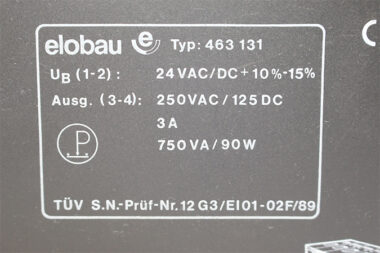 elobau e Typ: 463 131
UB (1-2) : 24 VAC/DC + 10%-15%
Ausg. (3-4): 250VAC / 125 DC
3 A
P 750 VA / 90 W
TÜV S.N.-Prüf-Nr. 12 G3/EI01-02F/89